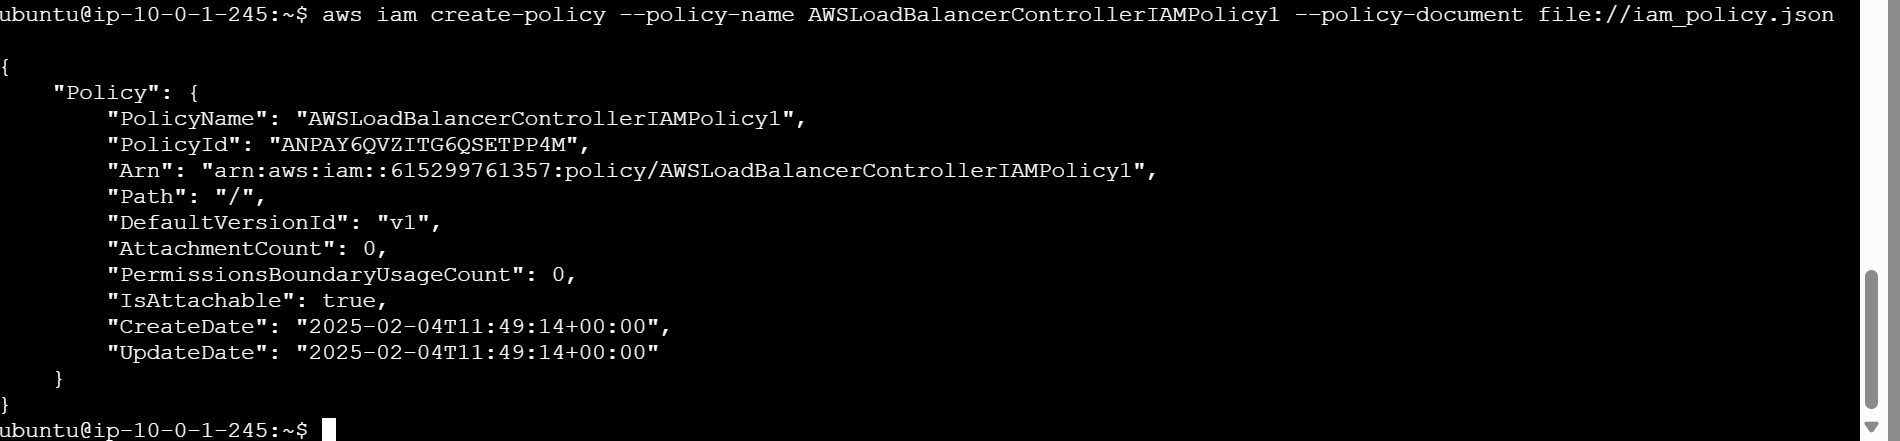 ubuntu@ip-10-0-1-245:~$ aws iam create-policy --policy-name AWSLoadBalancerControllerIAMPolicy1 --policy-document file://iam_policy.json
{
    "Policy": {
        "PolicyName": "AWSLoadBalancerControllerIAMPolicy1",
        "PolicyId": "ANPAY6QVZITG6QSETPP4M",
        "Arn": "arn:aws:iam::615299761357:policy/AWSLoadBalancerControllerIAMPolicy1",
        "Path": "/",
        "DefaultVersionId": "v1",
        "AttachmentCount": 0,
        "PermissionsBoundaryUsageCount": 0,
        "IsAttachable": true,
        "CreateDate": "2025-02-04T11:49:14+00:00",
        "UpdateDate": "2025-02-04T11:49:14+00:00"
    }
}
ubuntu@ip-10-0-1-245:~$